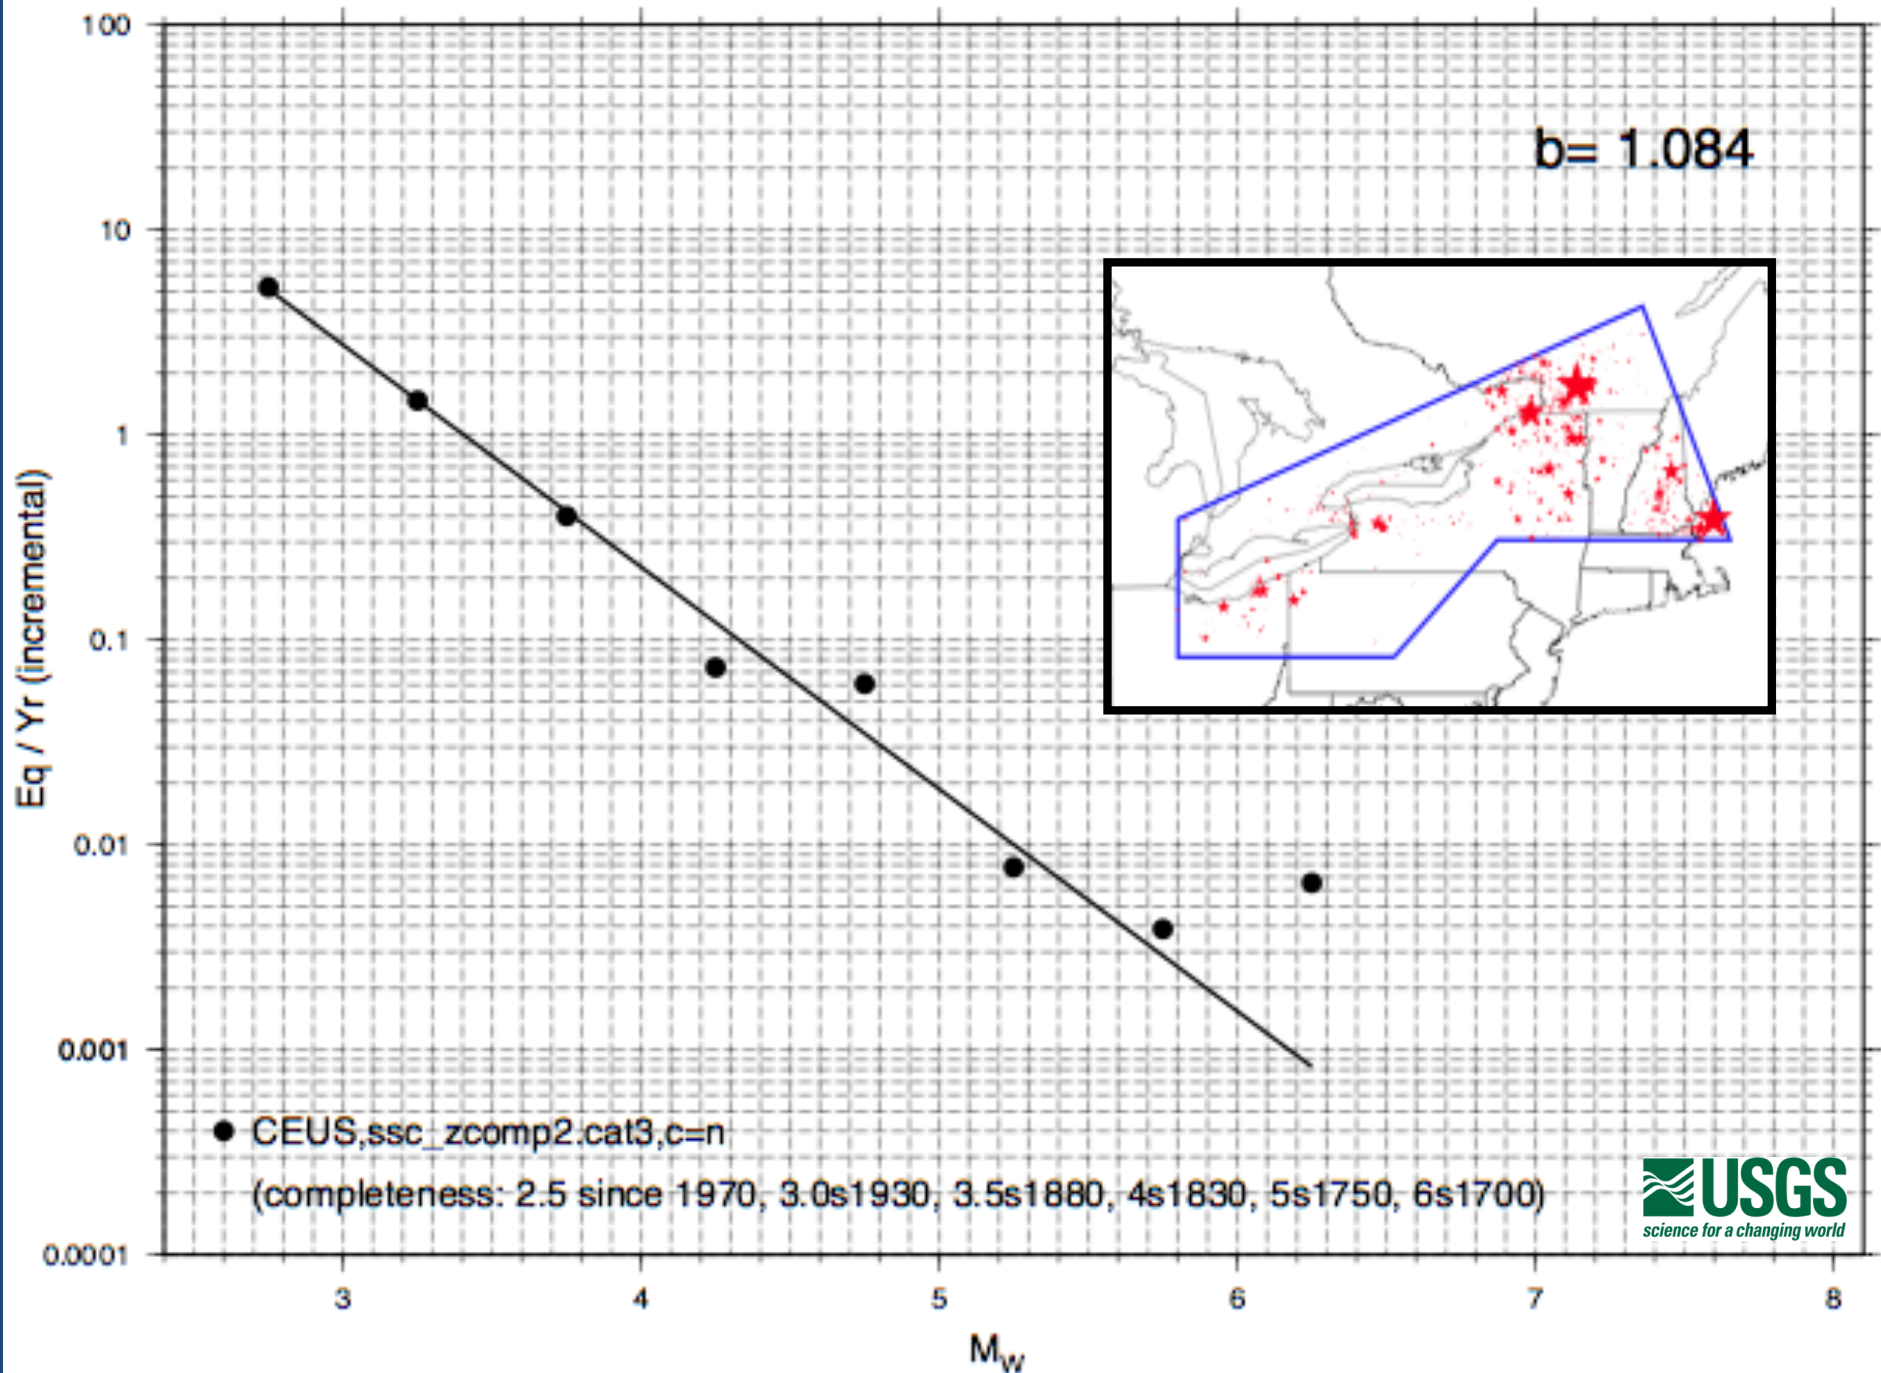 100
10
1
0.1
0.01
0.001
0.0001
Eq / Yr (incremental)
b= 1.084
CEUS,ssc_zcomp2.cat3,c=n
(completeness: 2.5 since 1970, 3.0s1930, 3.5s1880, 4s1830, 5s1750, 6s1700)
USGS
science for a changing world
3 4 5 6 7 8
Mw